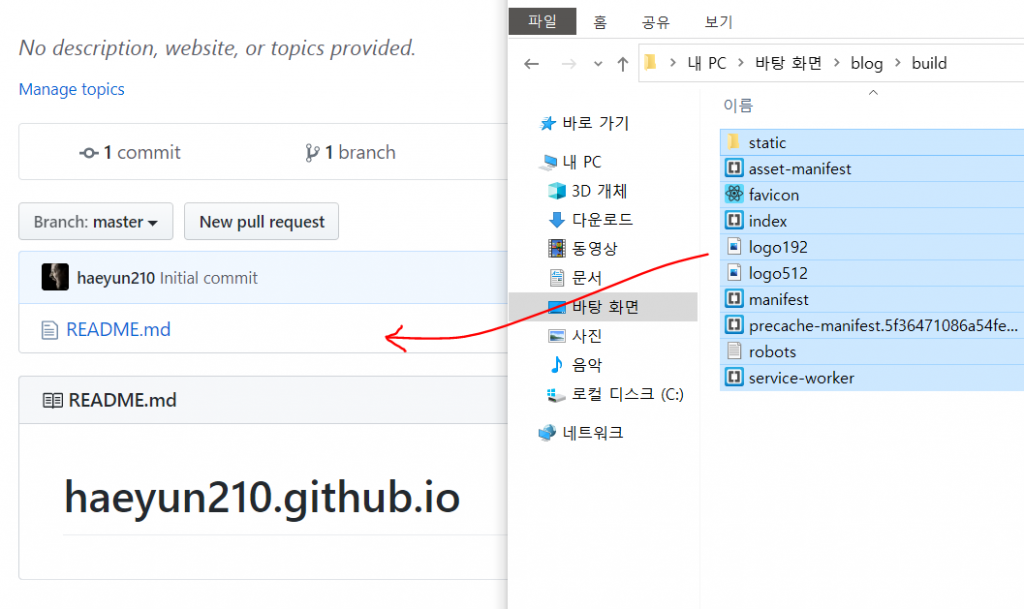 No description, website, or topics provided.
Manage topics
1 commit
1 branch
Branch: master
New pull request
haeyun210 Initial commit
README.md
README.md
haeyun210.github.io
파일 홈 공유 보기
내 PC 바탕 화면 blog build
바로 가기
내 PC
3D 개체
다운로드
동영상
문서
바탕 화면
사진
음악
로컬 디스크 (C:)
네트워크
이름
static
asset-manifest
favicon
index
logo192
logo512
manifest
precache-manifest.5f36471086a54fe...
robots
service-worker